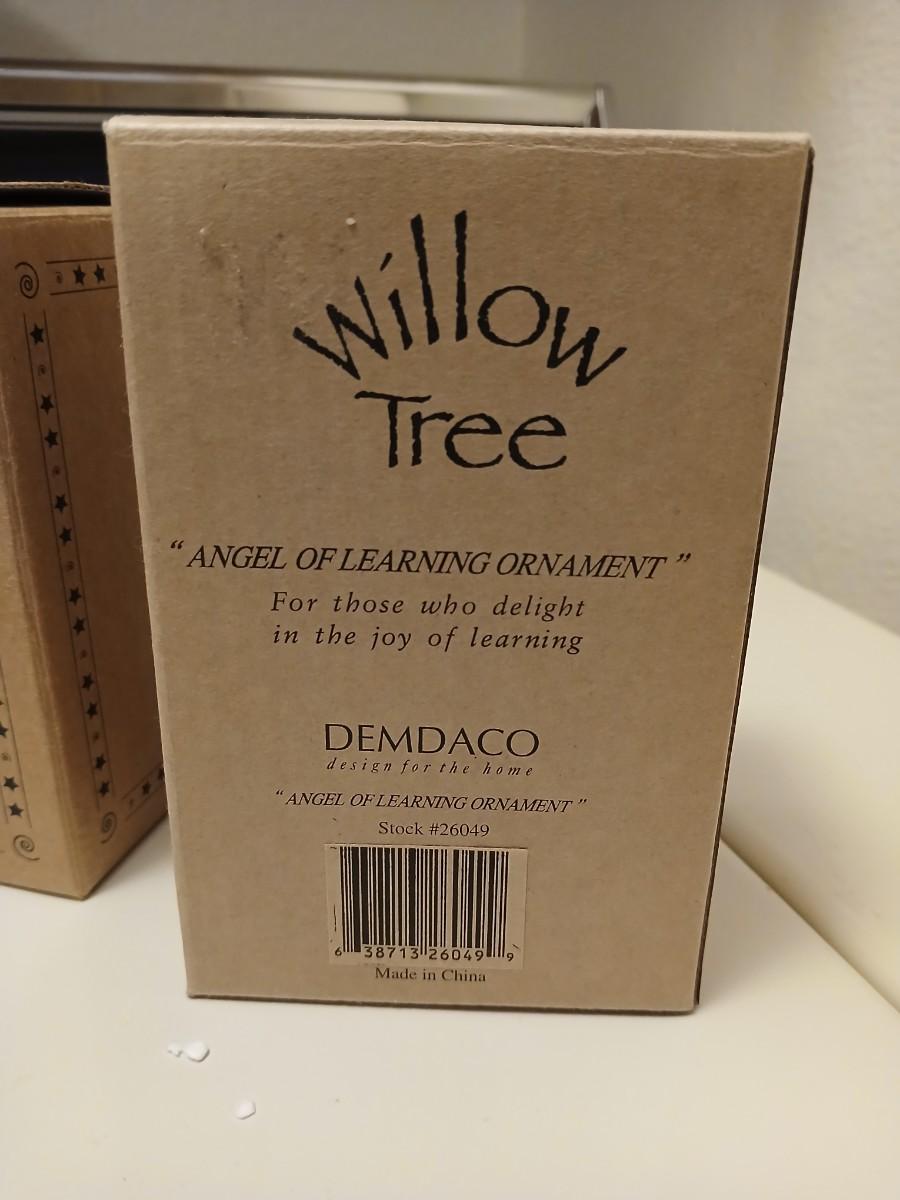 Willow
Tree
“ ANGEL OF LEARNING ORNAMENT ”
For those who delight
in the joy of learning
DEMDACO
design for the home
“ ANGEL OF LEARNING ORNAMENT ”
Stock #26049
6 38713 26049 9
Made in China